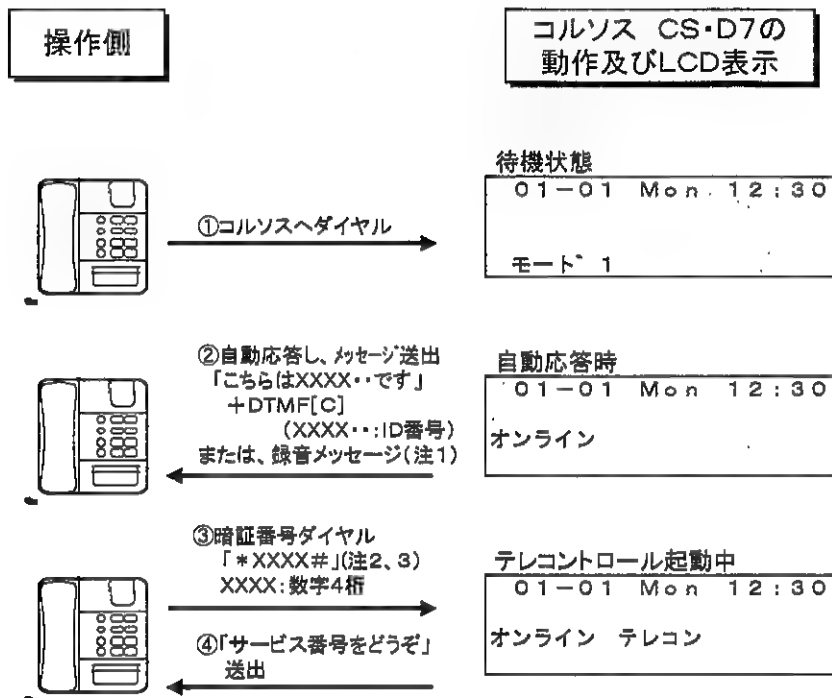 操作側
コルソス CS・D7の
動作及びLCD表示
待機状態
01-01 Mon 12:30
モード 1
①コルソスへダイヤル
②自動応答し、メッセージ送出
「こちらはXXXX・・です」
+DTMF[C]
(XXXX・・:ID番号)
または、録音メッセージ(注1)
自動応答時
01-01 Mon 12:30
オンライン
③暗証番号ダイヤル
「*XXXX#」(注2、3)
XXXX:数字4桁
④「サービス番号をどうぞ」
送出
テレコントロール起動中
01-01 Mon 12:30
オンライン テレコン